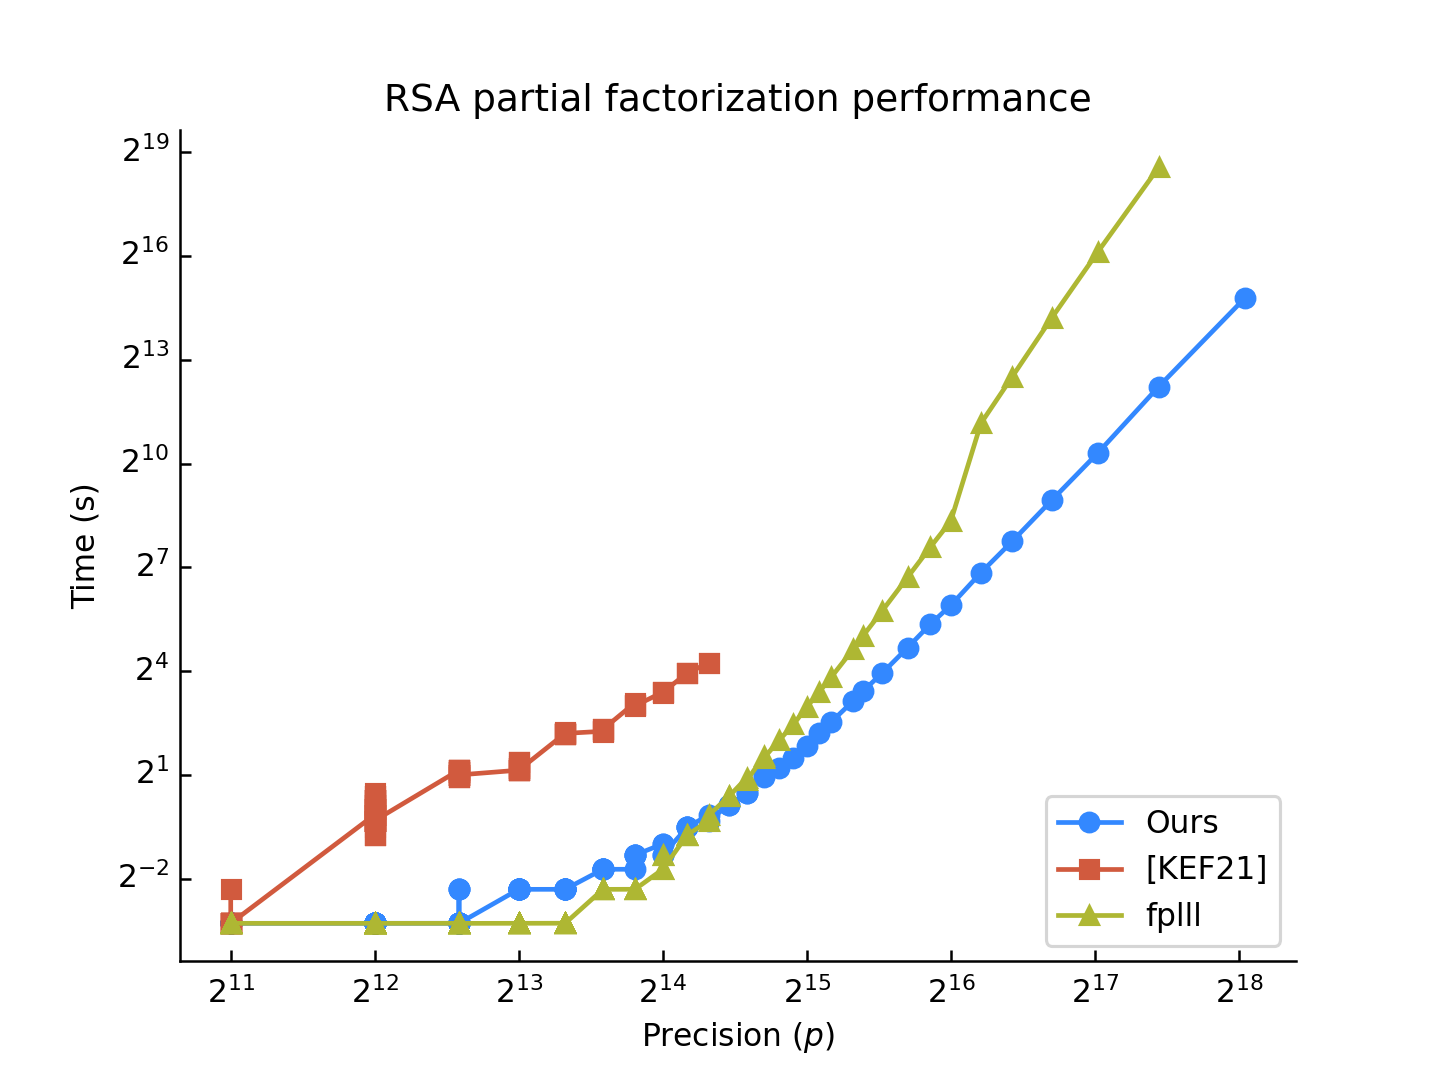 RSA partial factorization performance
Time (s)
2^19
2^16
2^13
2^10
2^7
2^4
2^1
2^−2
2^11 2^12 2^13 2^14 2^15 2^16 2^17 2^18
Precision (p)
Ours
[KEF21]
fplll